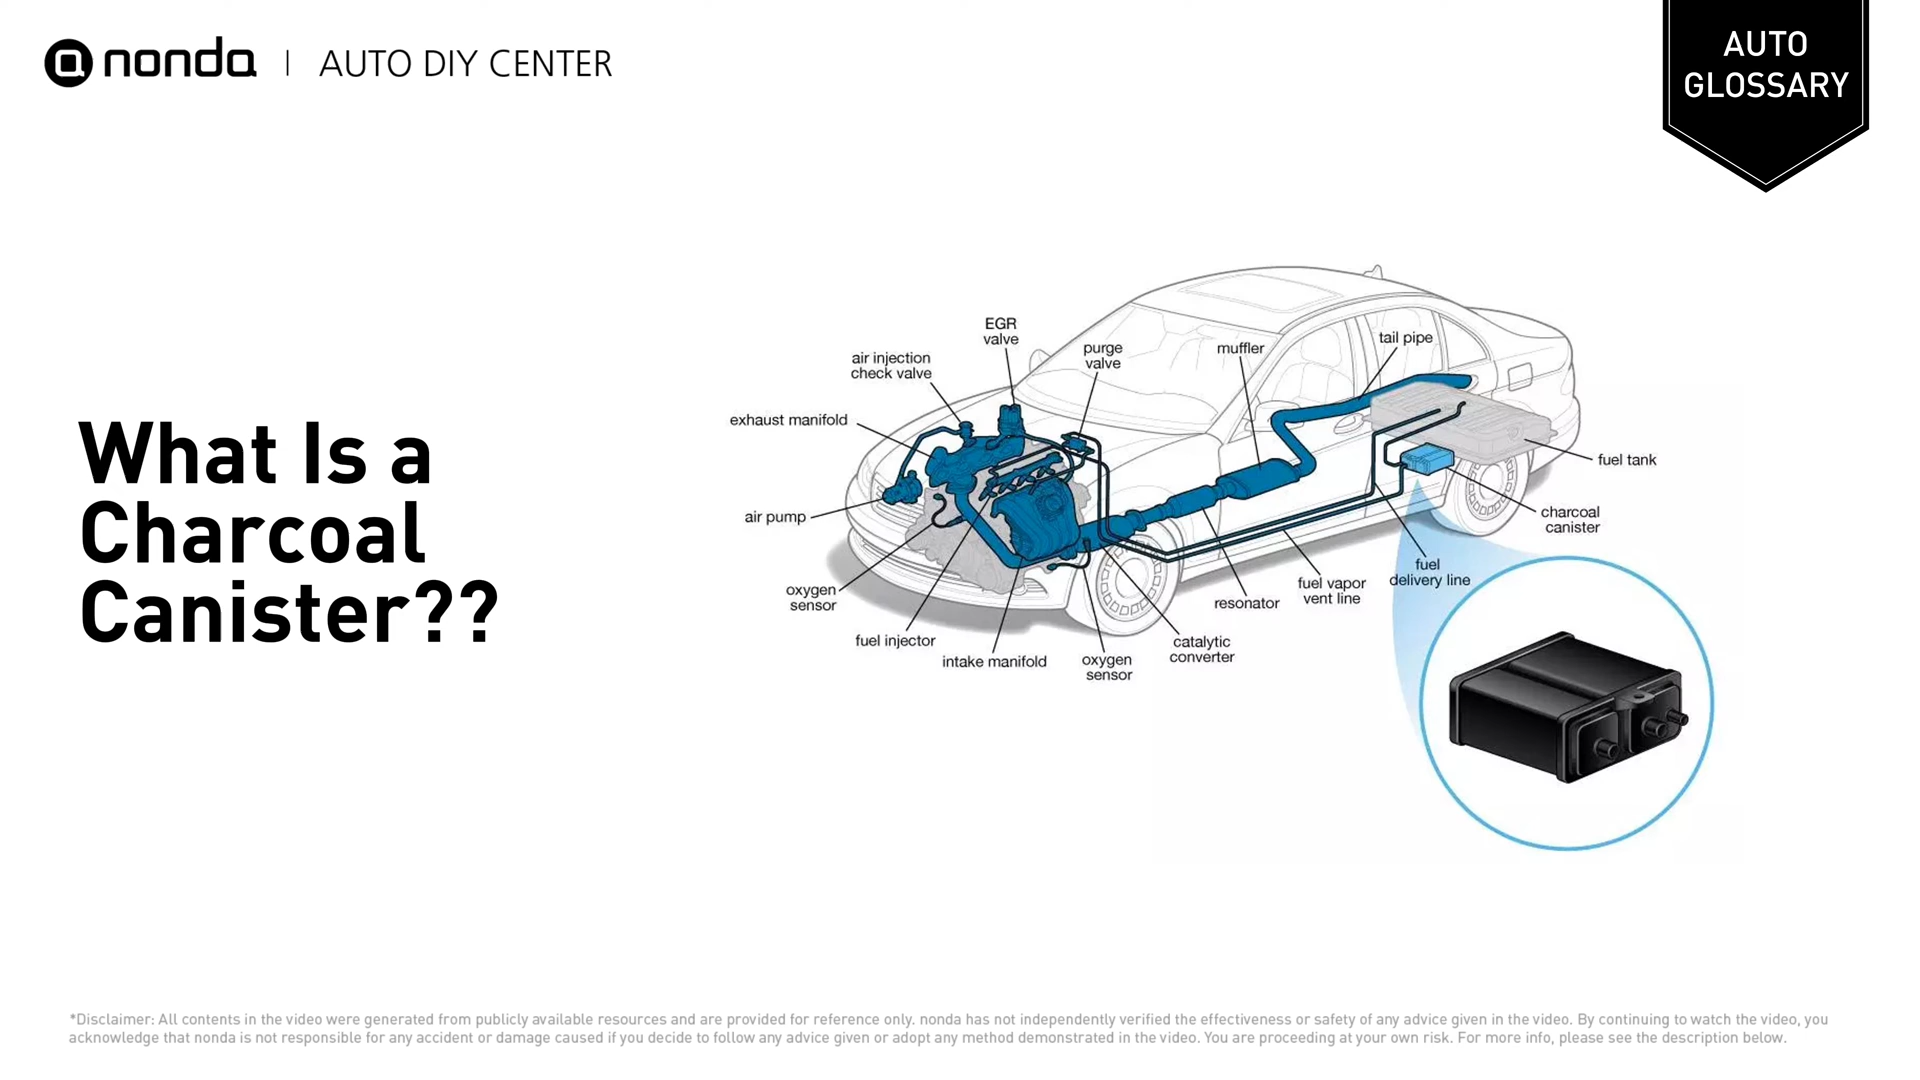 nonda | AUTO DIY CENTER
AUTO
GLOSSARY
What Is a
Charcoal
Canister??
EGR
valve
air injection
check valve
purge
valve
muffler
tail pipe
exhaust manifold
fuel tank
air pump
charcoal
canister
oxygen
sensor
fuel
delivery line
fuel vapor
vent line
resonator
fuel injector
intake manifold
oxygen
sensor
catalytic
converter
*Disclaimer: All contents in the video were generated from publicly available resources and are provided for reference only. nonda has not independently verified the effectiveness or safety of any advice given in the video. By continuing to watch the video, you
acknowledge that nonda is not responsible for any accident or damage caused if you decide to follow any advice given or adopt any method demonstrated in the video. You are proceeding at your own risk. For more info, please see the description below.